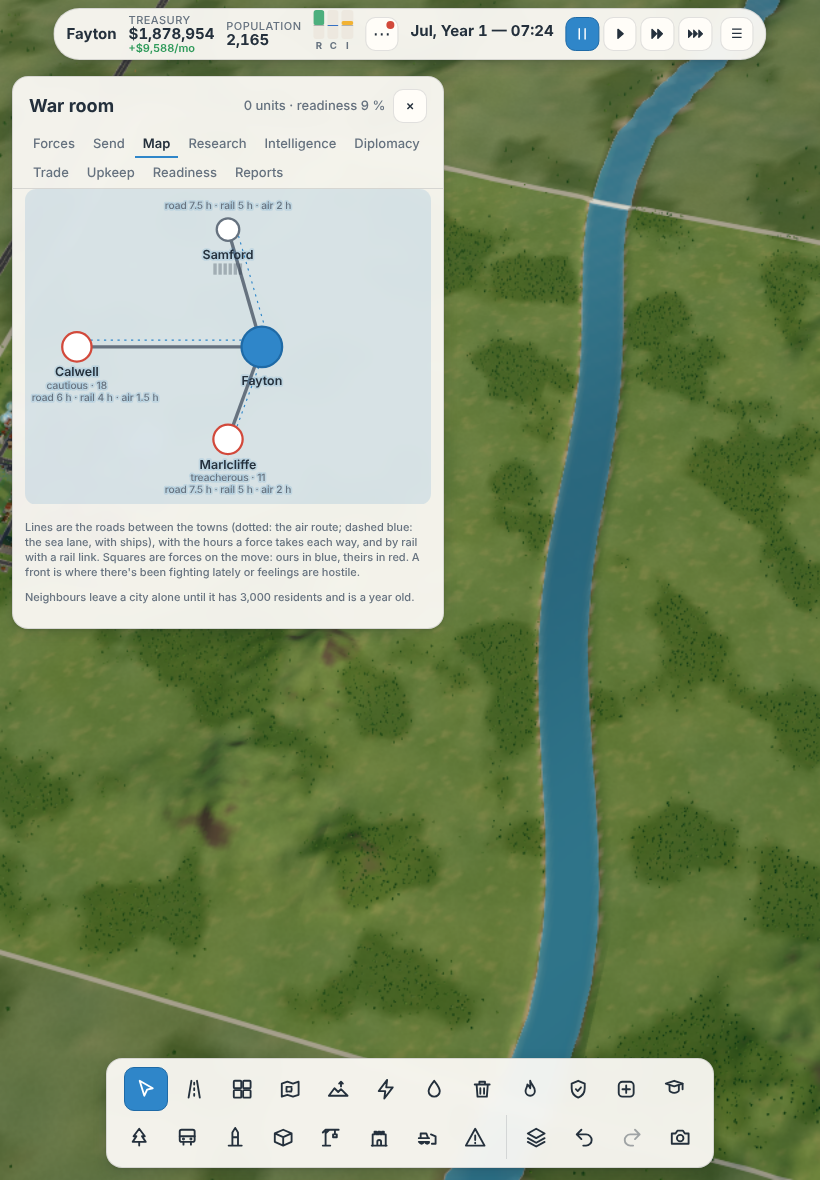 Fayton
TREASURY
$1,878,954
+$9,588/mo
POPULATION
2,165
R C I
Jul, Year 1 — 07:24
War room
0 units · readiness 9 %
Forces Send Map Research Intelligence Diplomacy
Trade Upkeep Readiness Reports
road 7.5 h · rail 5 h · air 2 h
Samford
Calwell
cautious · 18
road 6 h · rail 4 h · air 1.5 h
Fayton
Marlcliffe
treacherous · 11
road 7.5 h · rail 5 h · air 2 h
Lines are the roads between the towns (dotted: the air route; dashed blue:
the sea lane, with ships), with the hours a force takes each way, and by rail
with a rail link. Squares are forces on the move: ours in blue, theirs in red. A
front is where there's been fighting lately or feelings are hostile.
Neighbours leave a city alone until it has 3,000 residents and is a year old.